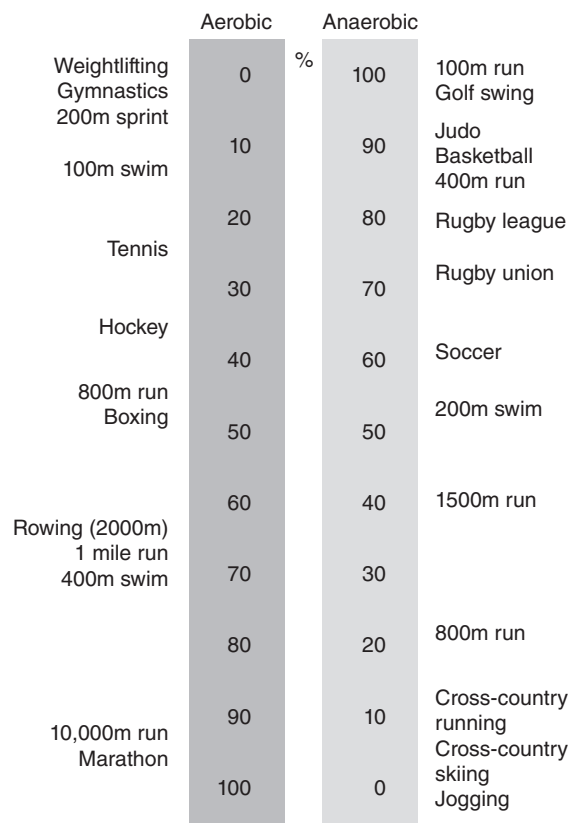 Aerobic
Anaerobic
%
Weightlifting
Gymnastics
200m sprint
100m swim
Tennis
Hockey
800m run
Boxing
Rowing (2000m)
1 mile run
400m swim
10,000m run
Marathon
0
10
20
30
40
50
60
70
80
90
100
100
90
80
70
60
50
40
30
20
10
0
100m run
Golf swing
Judo
Basketball
400m run
Rugby league
Rugby union
Soccer
200m swim
1500m run
800m run
Cross-country
running
Cross-country
skiing
Jogging